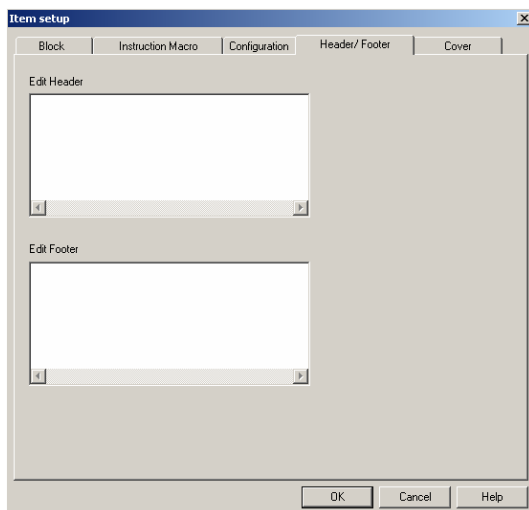 Item setup
Block Instruction Macro Configuration Header/ Footer Cover
Edit Header
Edit Footer
OK Cancel Help